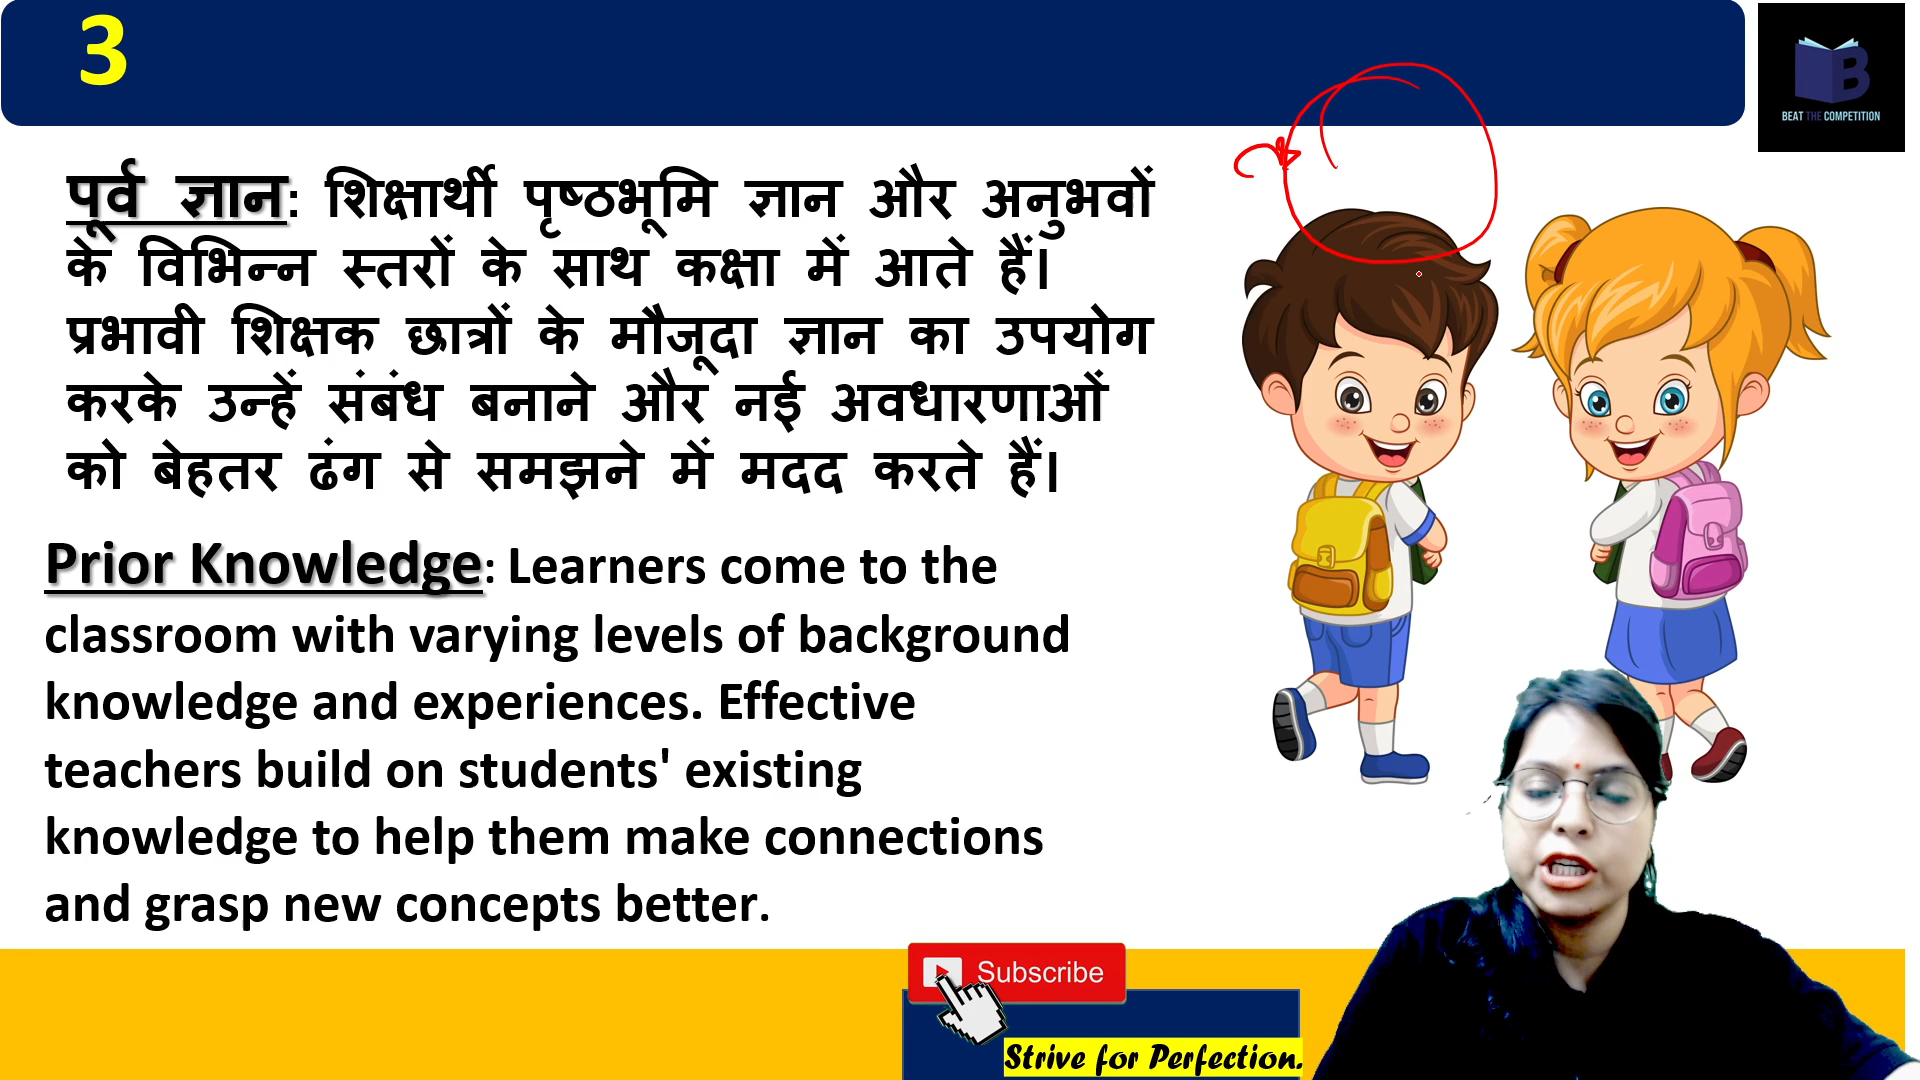 3
BEAT THE COMPETITION
पूर्व ज्ञान: शिक्षार्थी पृष्ठभूमि ज्ञान और अनुभवों
के विभिन्न स्तरों के साथ कक्षा में आते हैं।
प्रभावी शिक्षक छात्रों के मौजूदा ज्ञान का उपयोग
करके उन्हें संबंध बनाने और नई अवधारणाओं
को बेहतर ढंग से समझने में मदद करते हैं।
Prior Knowledge: Learners come to the
classroom with varying levels of background
knowledge and experiences. Effective
teachers build on students' existing
knowledge to help them make connections
and grasp new concepts better.
Subscribe
Strive for Perfection.